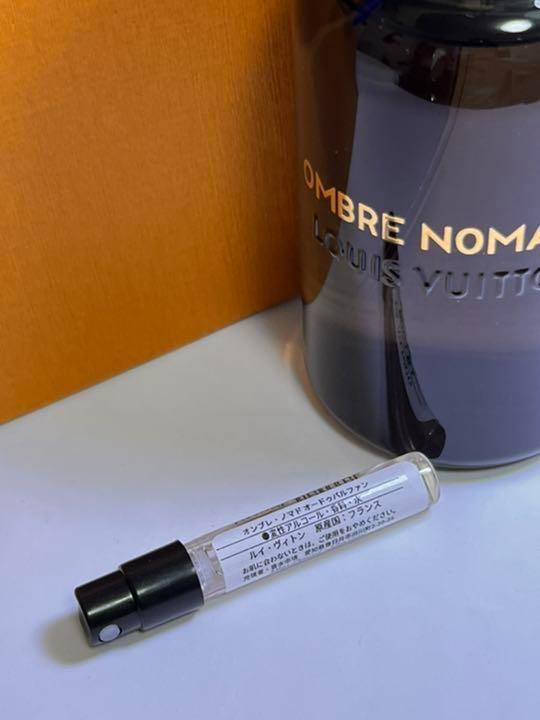 OMBRE NOMA
LOUIS VUITTO
オンブレ・ノマド オードゥパルファン
●変性アルコール・香料・水
ルイ・ヴィトン 原産国：フランス
お肌に合わないときは、ご使用をおやめください。